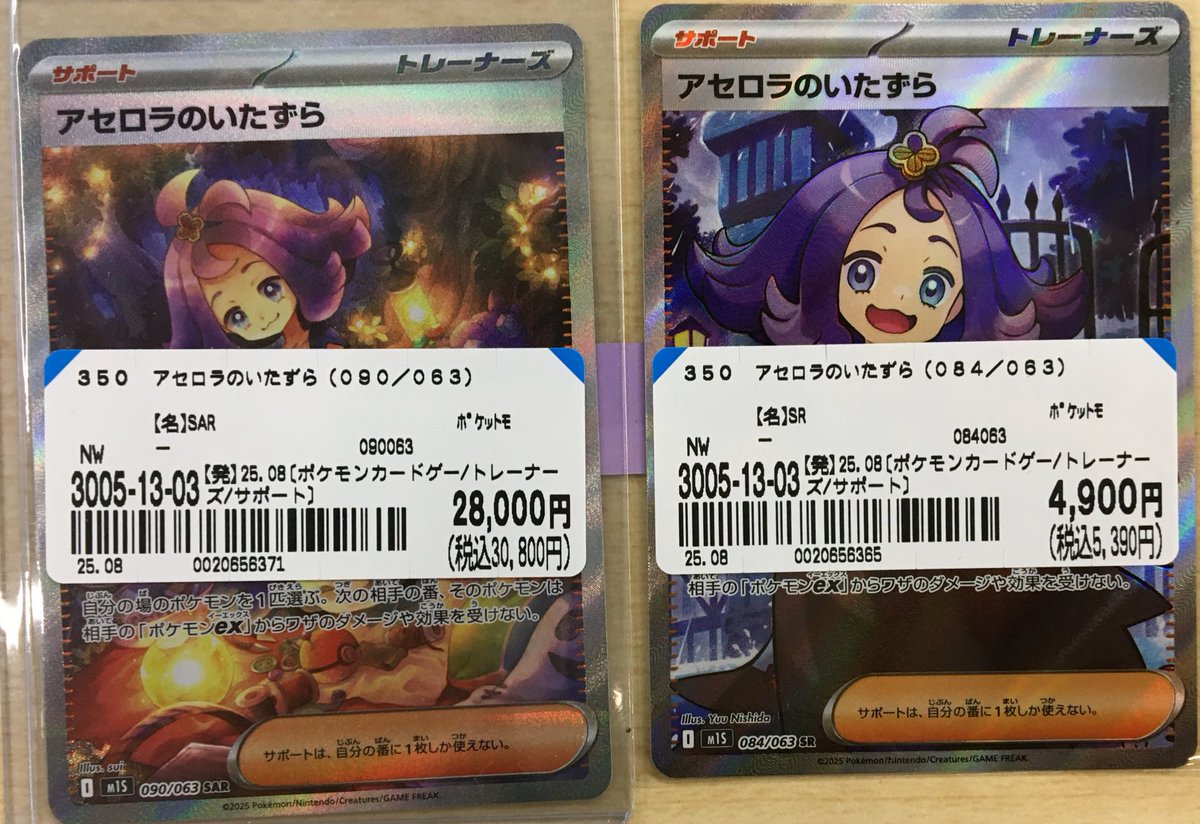 サポート
トレーナーズ
アセロラのいたずら
350 アセロラのいたずら(090/063)
【名】SAR
ポケットモ
NW
―
090063
3005-13-03
【発】25.08〔ポケモンカードゲー/トレーナー
ズ/サポート〕
28,000円
(税込30,800円)
25.08
0020656371
自分の場のポケモンを1匹選ぶ。次の相手の番、そのポケモンは
相手の「ポケモンex」からワザのダメージや効果を受けない。
サポートは、自分の番に1枚しか使えない。
Illus. sui
I M1S 090/063 SAR
©2025 Pokémon/Nintendo/Creatures/GAME FREAK.
サポート
トレーナーズ
アセロラのいたずら
350 アセロラのいたずら(084/063)
【名】SR
ポケットモ
NW
―
084063
3005-13-03
【発】25.08〔ポケモンカードゲー/トレーナー
ズ/サポート〕
4,900円
(税込5,390円)
25.08
0020656365
相手の「ポケモンex」からワザのダメージや効果を受けない。
サポートは、自分の番に1枚しか使えない。
Illus. Yuu Nishida
I M1S 084/063 SR
©2025 Pokémon/Nintendo/Creatures/GAME FREAK.